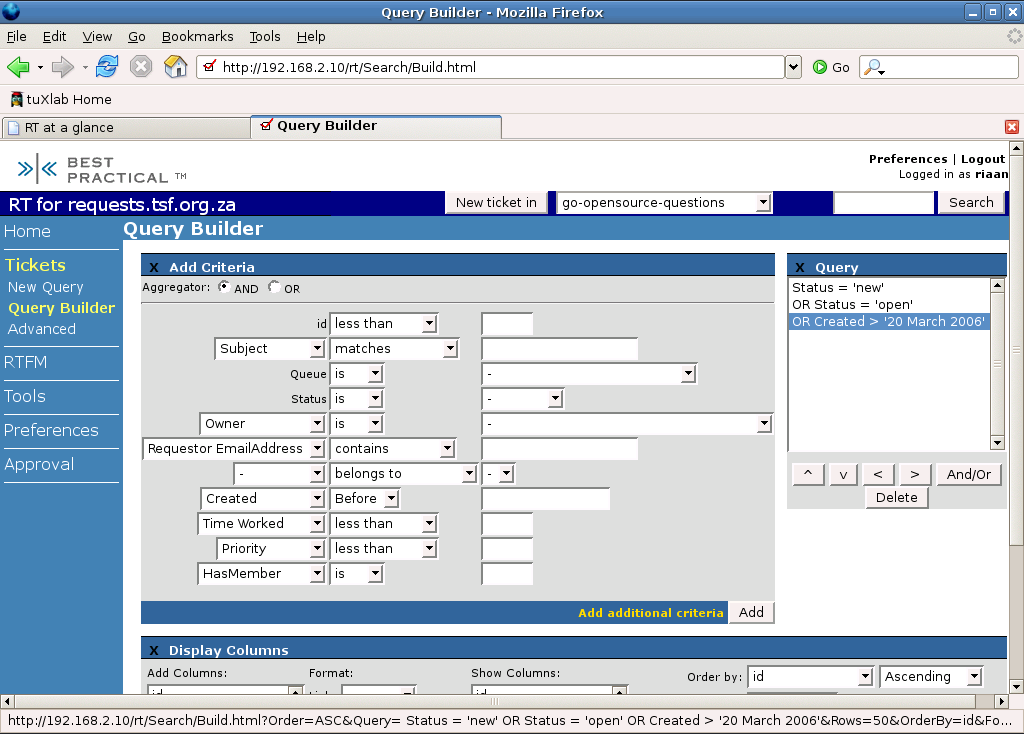 Query Builder - Mozilla Firefox
File Edit View Go Bookmarks Tools Help
http://192.168.2.10/rt/Search/Build.html Go
tuXlab Home
RT at a glance Query Builder
BEST
PRACTICAL TM
Preferences | Logout
Logged in as riaan
RT for requests.tsf.org.za New ticket in go-opensource-questions Search
Home
Tickets
New Query
Query Builder
Advanced
RTFM
Tools
Preferences
Approval
Query Builder
X Add Criteria
Aggregator: AND OR
id less than
Subject matches
Queue is -
Status is -
Owner is -
Requestor EmailAddress contains
- belongs to -
Created Before
Time Worked less than
Priority less than
HasMember is
Add additional criteria Add
X Query
Status = 'new'
OR Status = 'open'
OR Created > '20 March 2006'
^ v < > And/Or
Delete
X Display Columns
Add Columns: Format: Show Columns: Order by: id Ascending
http://192.168.2.10/rt/Search/Build.html?Order=ASC&Query= Status = 'new' OR Status = 'open' OR Created > '20 March 2006'&Rows=50&OrderBy=id&Fo...